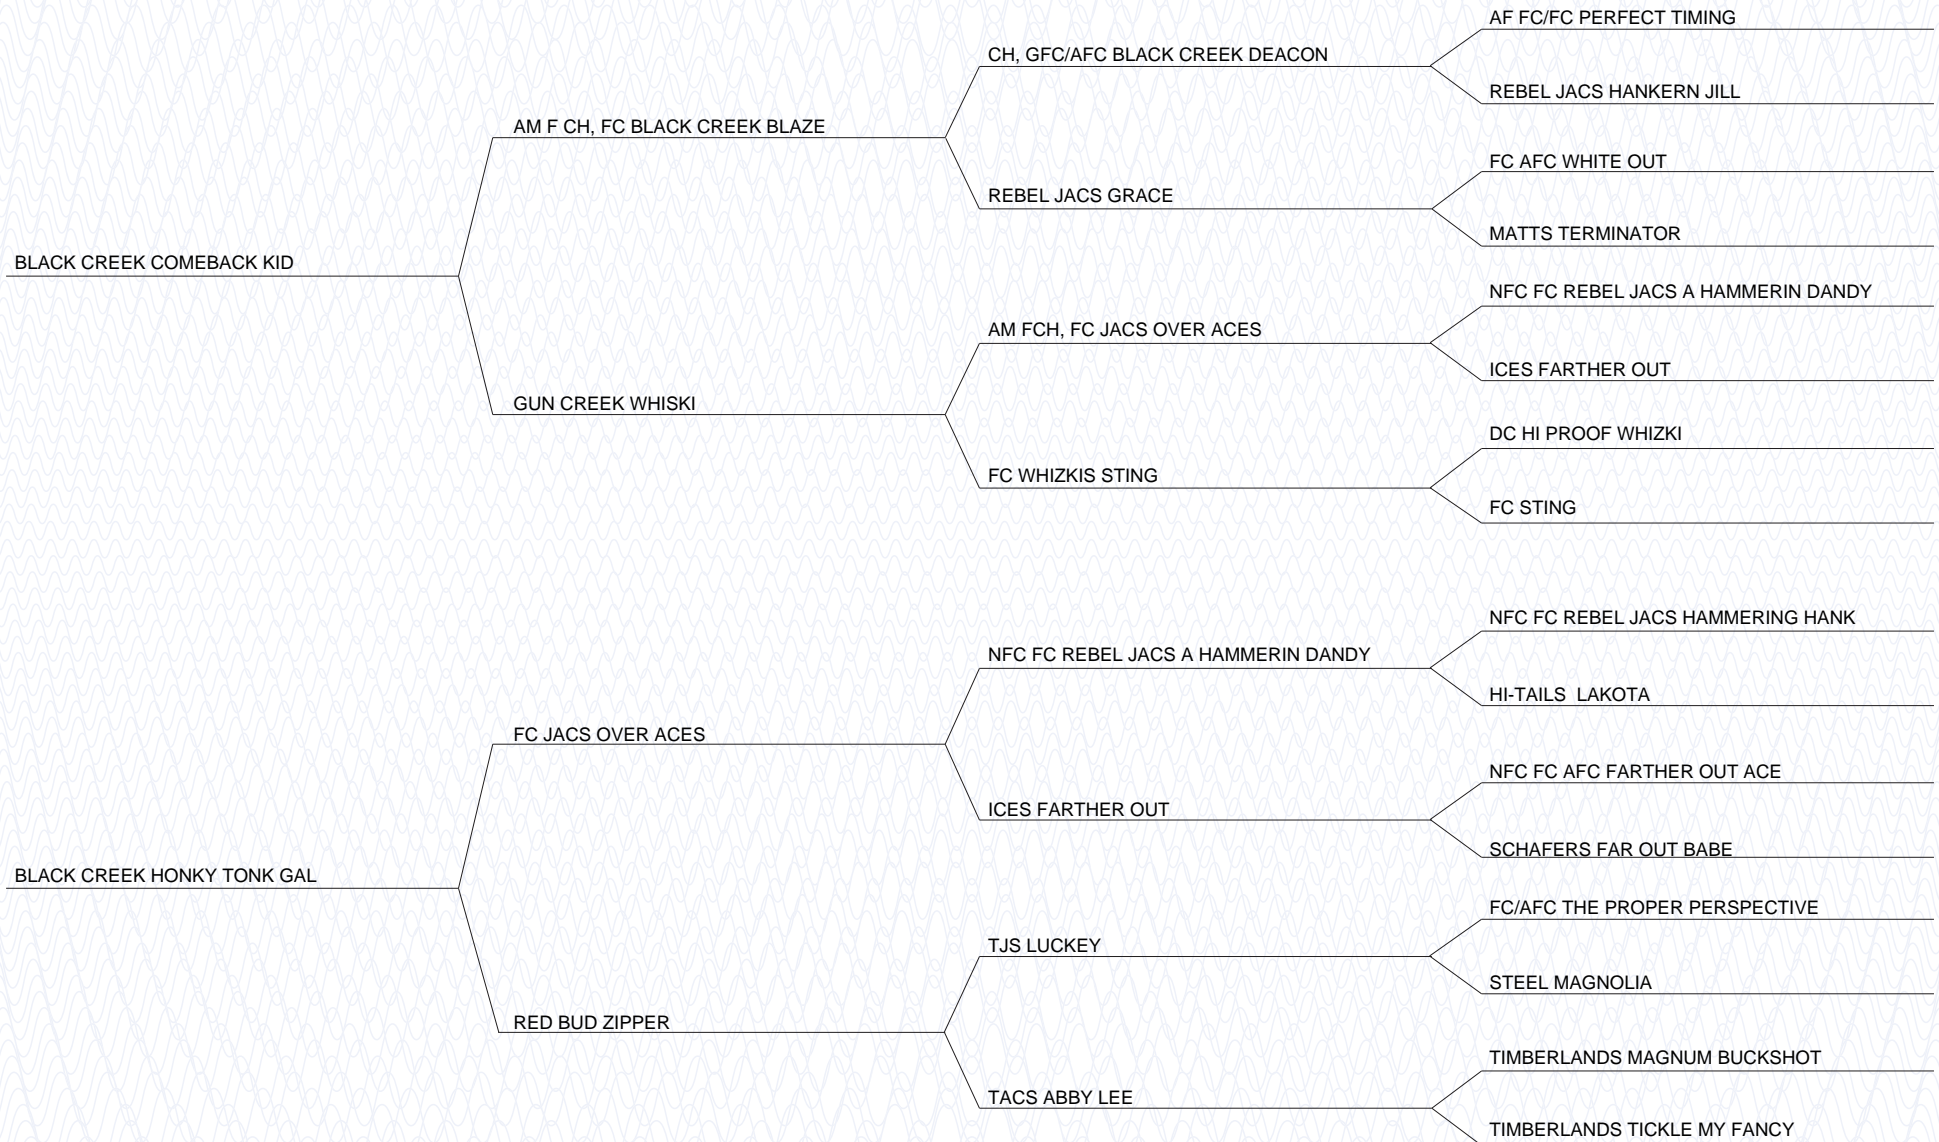 AF FC/FC PERFECT TIMING
CH, GFC/AFC BLACK CREEK DEACON
REBEL JACS HANKERN JILL
AM F CH, FC BLACK CREEK BLAZE
FC AFC WHITE OUT
REBEL JACS GRACE
MATTS TERMINATOR
BLACK CREEK COMEBACK KID
NFC FC REBEL JACS A HAMMERIN DANDY
AM FCH, FC JACS OVER ACES
ICES FARTHER OUT
GUN CREEK WHISKI
DC HI PROOF WHIZKI
FC WHIZKIS STING
FC STING
NFC FC REBEL JACS HAMMERING HANK
NFC FC REBEL JACS A HAMMERIN DANDY
HI-TAILS  LAKOTA
FC JACS OVER ACES
NFC FC AFC FARTHER OUT ACE
ICES FARTHER OUT
SCHAFERS FAR OUT BABE
BLACK CREEK HONKY TONK GAL
FC/AFC THE PROPER PERSPECTIVE
TJS LUCKEY
STEEL MAGNOLIA
RED BUD ZIPPER
TIMBERLANDS MAGNUM BUCKSHOT
TACS ABBY LEE
TIMBERLANDS TICKLE MY FANCY